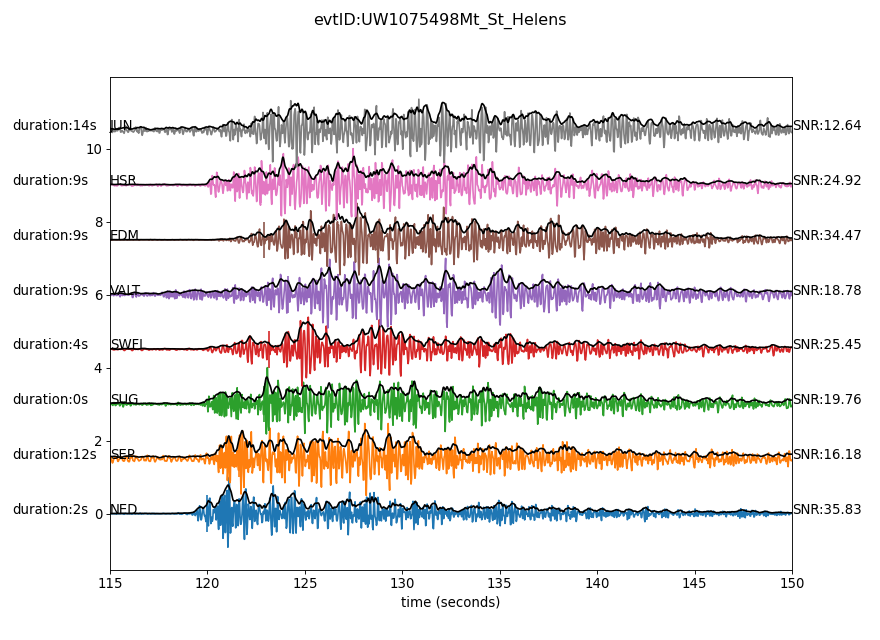 evtID:UW1075498Mt_St_Helens
duration:14s JUN SNR:12.64
10
duration:9s HSR SNR:24.92
8
duration:9s EDM SNR:34.47
duration:9s VALT SNR:18.78
6
duration:4s SWFL SNR:25.45
4
duration:0s SUG SNR:19.76
2
duration:12s SEP SNR:16.18
duration:2s NED SNR:35.83
0
115 120 125 130 135 140 145 150
time (seconds)